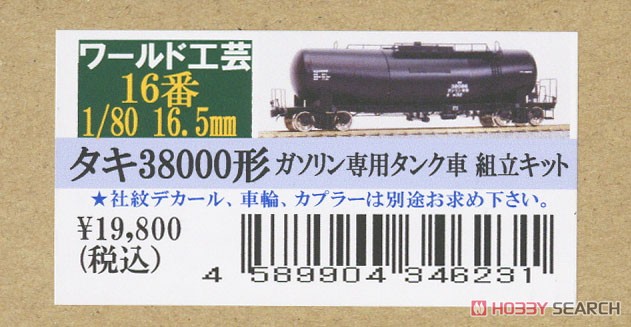 ワールド工芸
16番
1/80 16.5mm
タキ38000形 ガソリン専用タンク車 組立キット
★社紋デカール、車輪、カプラーは別途お求め下さい。
¥19,800
(税込)
4 589904 346231
HOBBY SEARCH